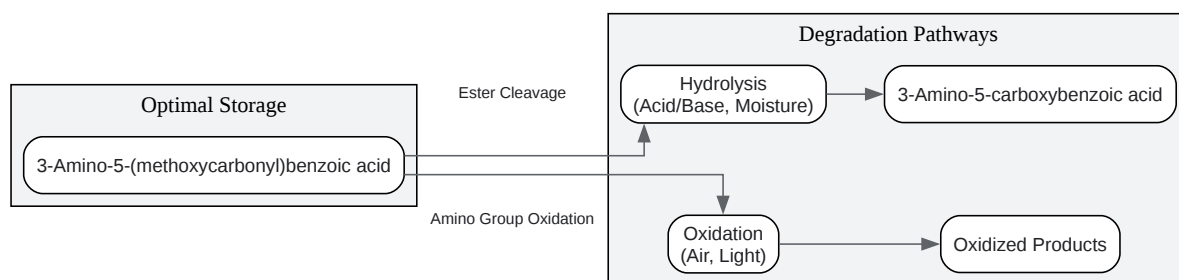 Optimal Storage
3-Amino-5-(methoxycarbonyl)benzoic acid
Ester Cleavage
Amino Group Oxidation
Degradation Pathways
Hydrolysis
(Acid/Base, Moisture)
3-Amino-5-carboxybenzoic acid
Oxidation
(Air, Light)
Oxidized Products